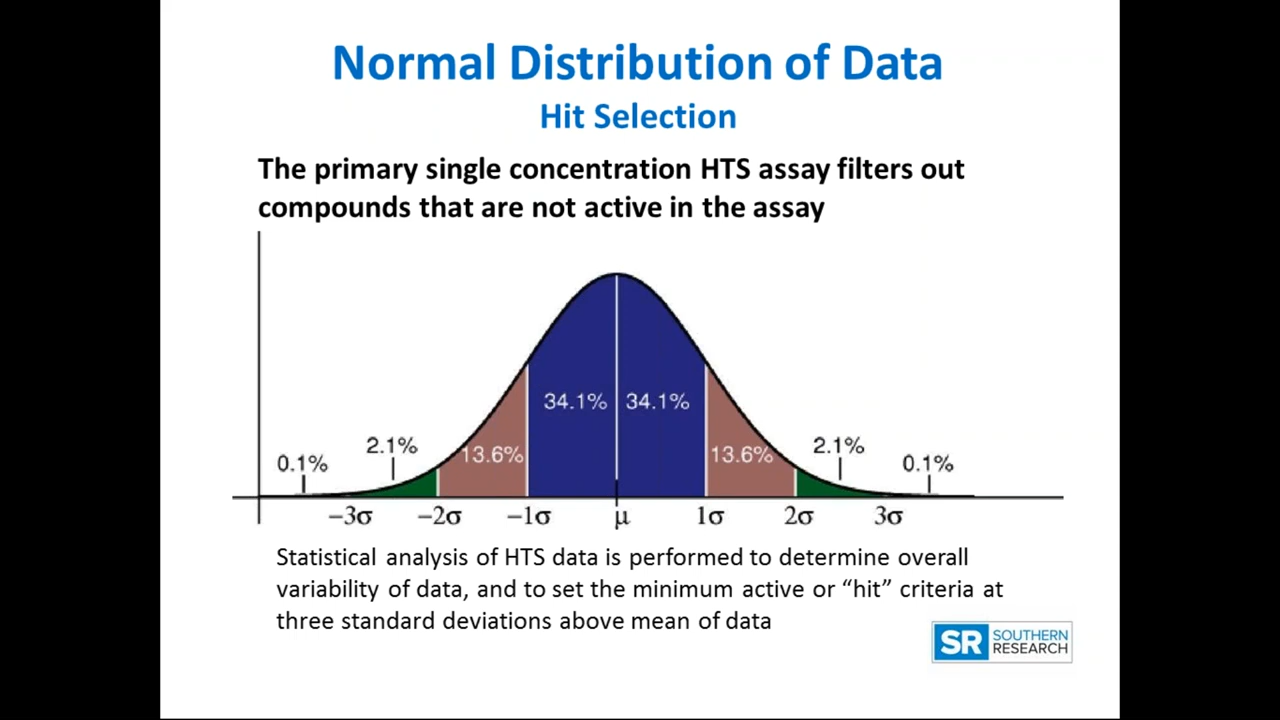 Normal Distribution of Data
Hit Selection
The primary single concentration HTS assay filters out
compounds that are not active in the assay
34.1% 34.1%
13.6% 13.6%
2.1% 2.1%
0.1% 0.1%
−3σ −2σ −1σ μ 1σ 2σ 3σ
Statistical analysis of HTS data is performed to determine overall
variability of data, and to set the minimum active or “hit” criteria at
three standard deviations above mean of data
SR SOUTHERN
RESEARCH